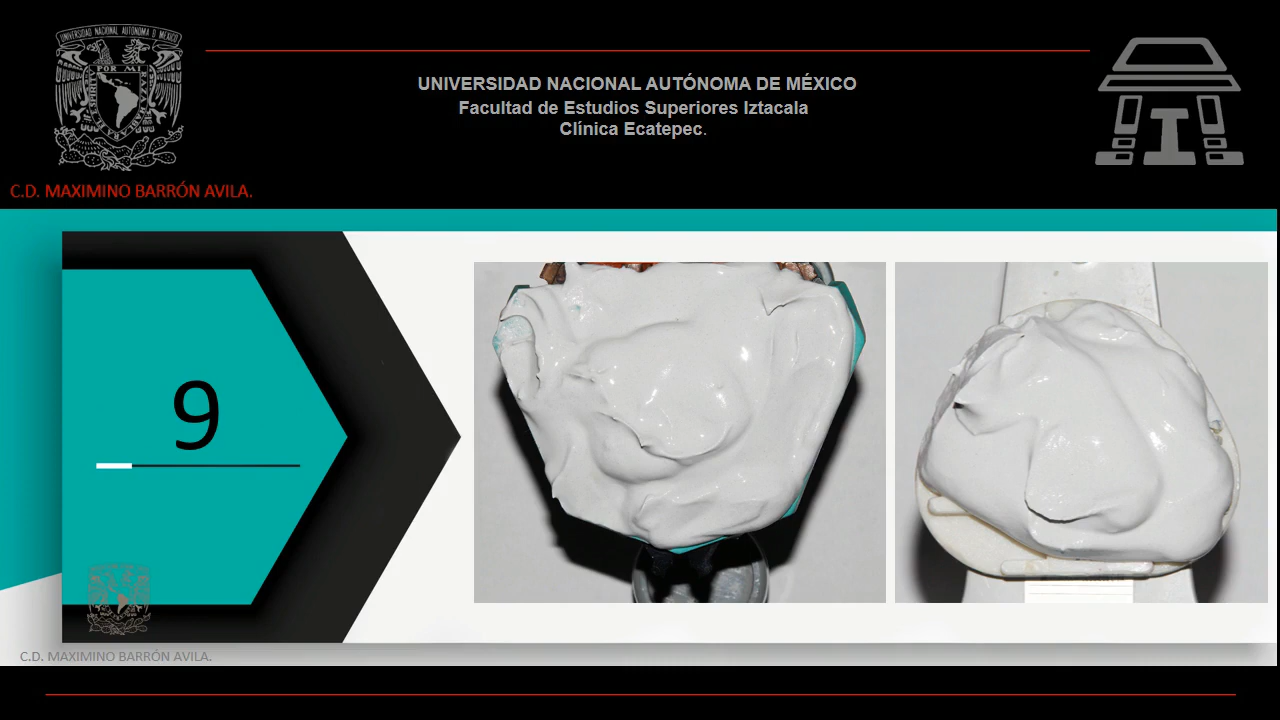 UNIVERSIDAD NACIONAL AUTÓNOMA DE MÉXICO
Facultad de Estudios Superiores Iztacala
Clínica Ecatepec.
C.D. MAXIMINO BARRÓN AVILA.
9
C.D. MAXIMINO BARRÓN AVILA.